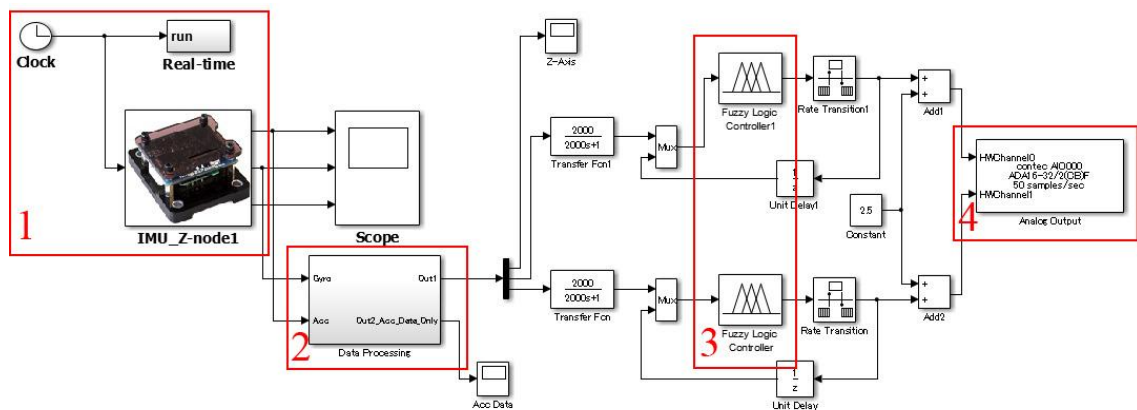 1
Clock
run
Real-time
IMU_Z-node1
Scope
2
Gyro
Acc
Out1
Out2_Acc_Data_Only
Data Processing
Acc Data
Z-Axis
2000
2000s+1
Transfer Fcn1
2000
2000s+1
Transfer Fcn
Mux
Mux
3
Fuzzy Logic
Controller1
Fuzzy Logic
Controller
Rate Transition1
1
z
Unit Delay1
Rate Transition
1
z
Unit Delay
2.5
Constant
+
+
Add1
+
+
Add2
4
HWChannel0
contec AIO000
ADA16-32/2(CB)F
50 samples/sec
HWChannel1
Analog Output